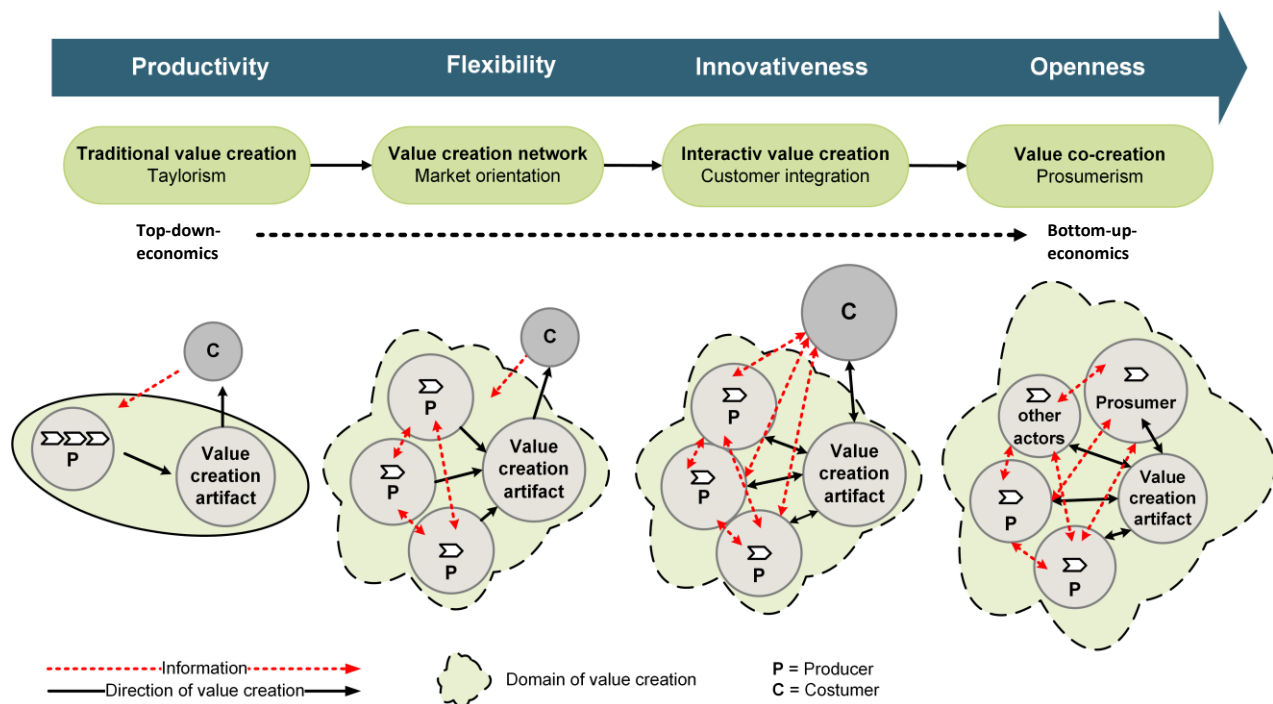 Productivity
Flexibility
Innovativeness
Openness
Traditional value creation
Taylorism
Value creation network
Market orientation
Interactiv value creation
Customer integration
Value co-creation
Prosumerism
Top-down-
economics
Bottom-up-
economics
C
P
Value
creation
artifact
C
P
P
P
Value
creation
artifact
C
P
P
P
Value
creation
artifact
other
actors
Prosumer
P
P
Value
creation
artifact
Information
Direction of value creation
Domain of value creation
P = Producer
C = Costumer